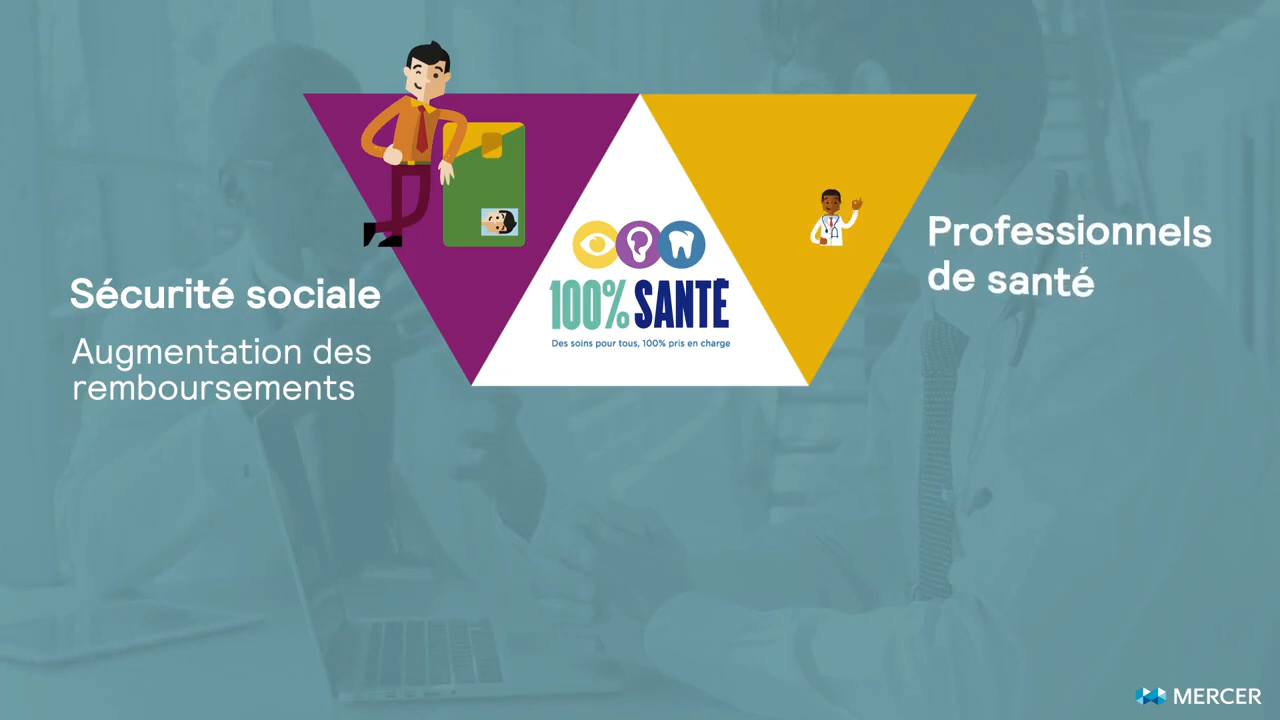 Sécurité sociale
Augmentation des
remboursements
100% SANTÉ
Des soins pour tous, 100% pris en charge
Professionnels
de santé
MERCER